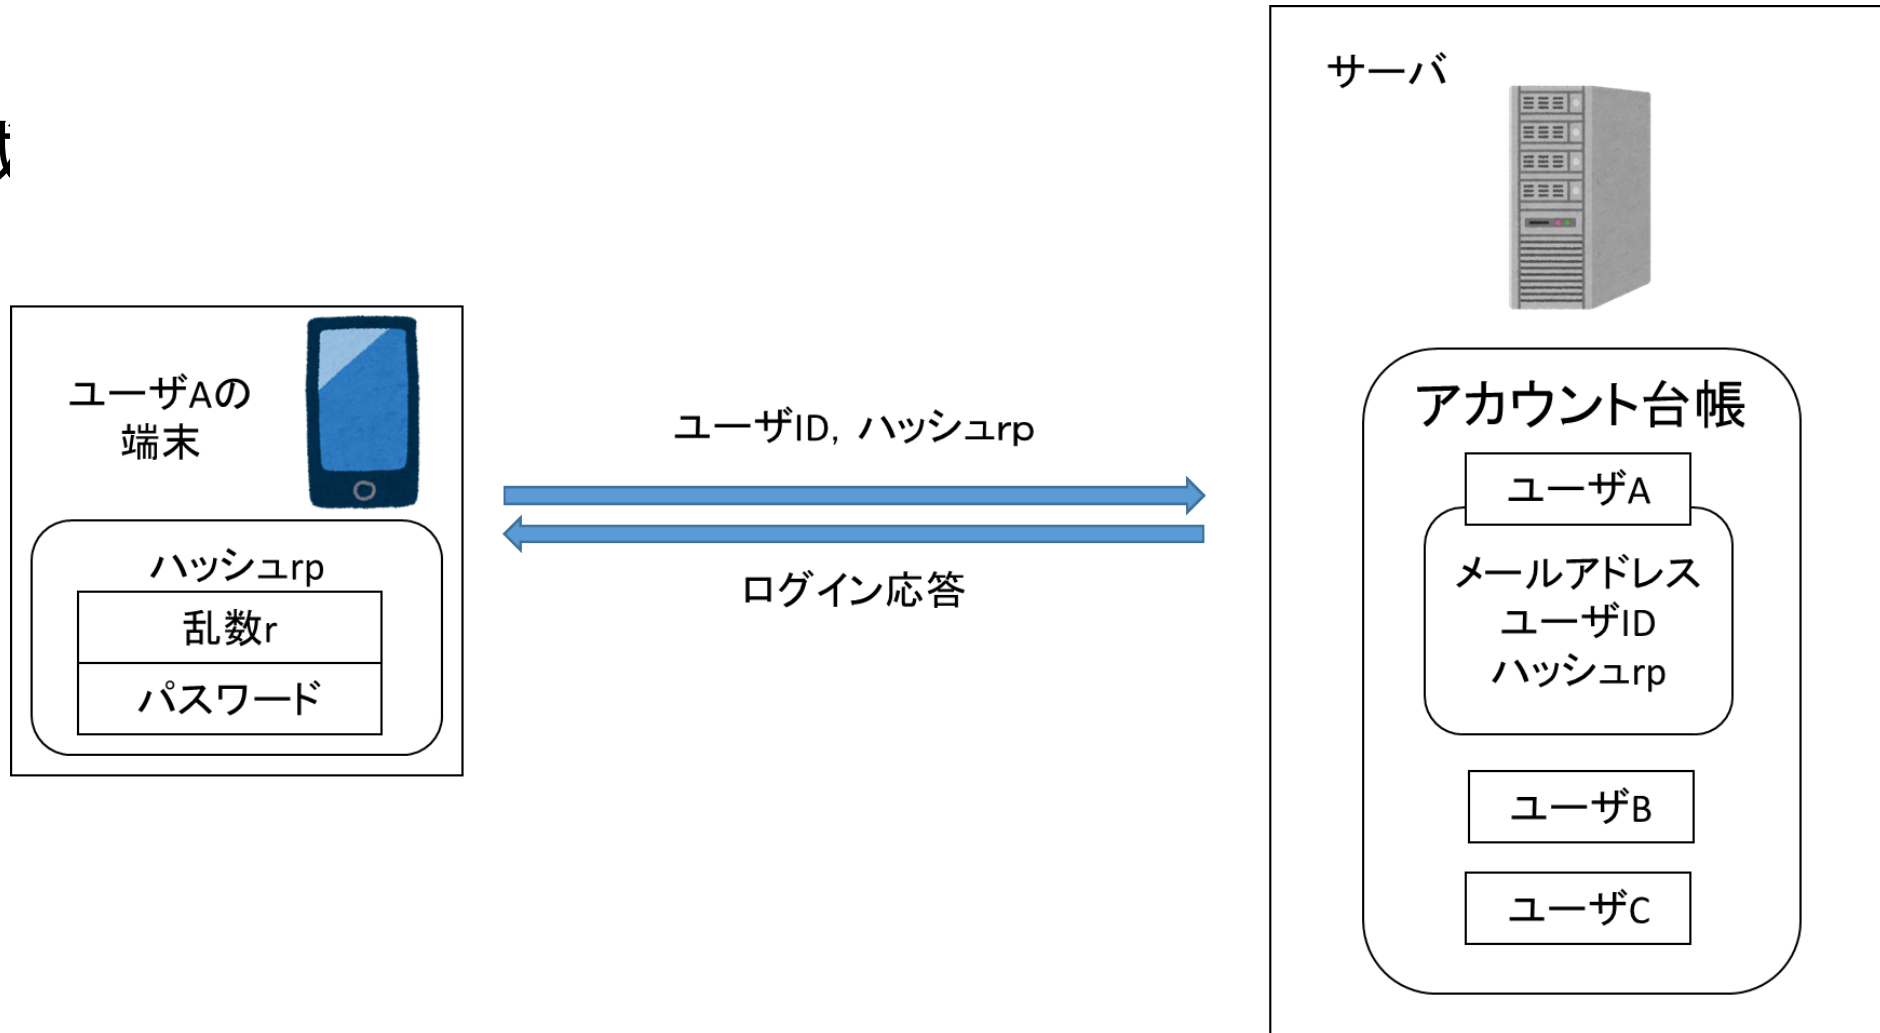 サーバ
ユーザAの
端末
ハッシュrp
乱数r
パスワード
ユーザID, ハッシュrp
ログイン応答
アカウント台帳
ユーザA
メールアドレス
ユーザID
ハッシュrp
ユーザB
ユーザC